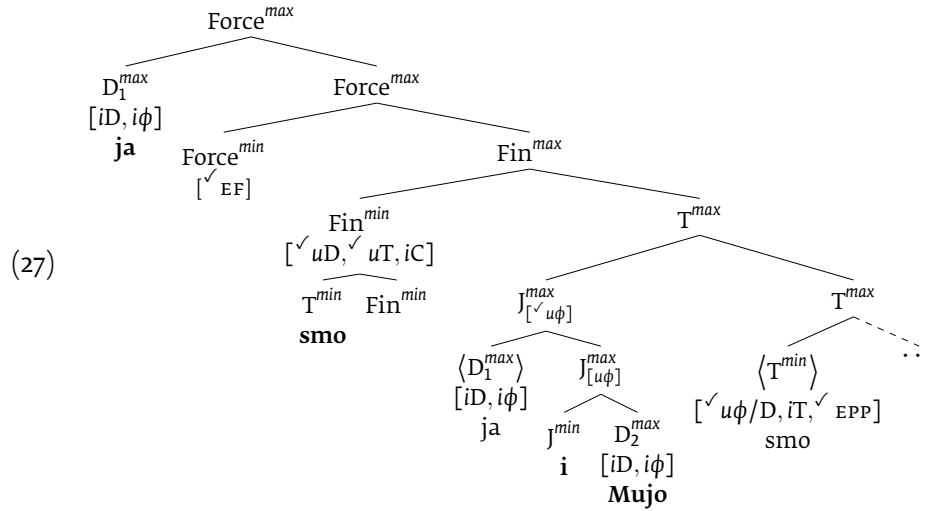 Force^max
D₁^max Force^max
[iD, iϕ]
ja Force^min Fin^max
[✓ EF]
Fin^min T^max
[✓ uD, ✓ uT, iC]
(27)
T^min Fin^min J^max_[✓ uϕ] T^max
smo
⟨D₁^max⟩ J^max_[uϕ] ⟨T^min⟩ ..
[iD, iϕ] [✓ uϕ/D, iT, ✓ EPP]
ja J^min D₂^max smo
i [iD, iϕ]
Mujo